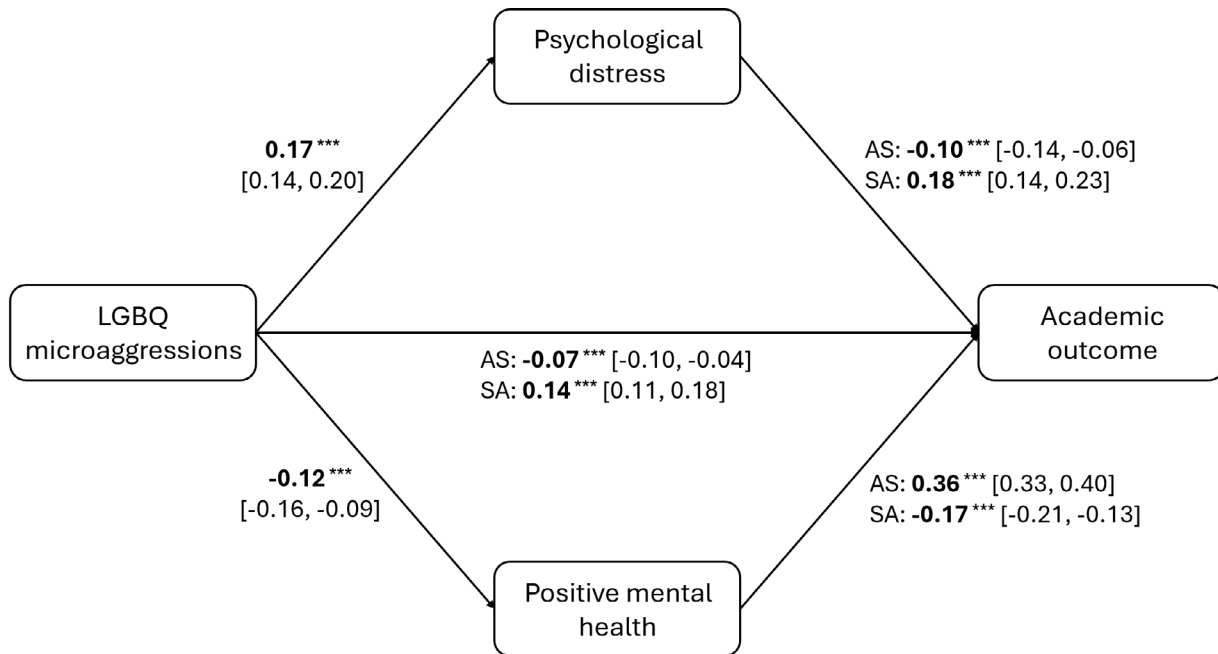 Psychological
distress
0.17 ***
[0.14, 0.20]
AS: -0.10 *** [-0.14, -0.06]
SA: 0.18 *** [0.14, 0.23]
LGBQ
microaggressions
AS: -0.07 *** [-0.10, -0.04]
SA: 0.14 *** [0.11, 0.18]
Academic
outcome
-0.12 ***
[-0.16, -0.09]
AS: 0.36 *** [0.33, 0.40]
SA: -0.17 *** [-0.21, -0.13]
Positive mental
health